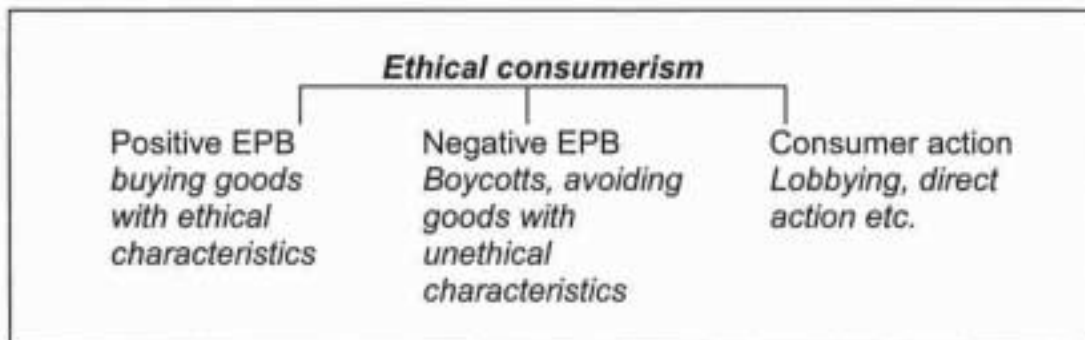 Ethical consumerism
Positive EPB
buying goods
with ethical
characteristics
Negative EPB
Boycotts, avoiding
goods with
unethical
characteristics
Consumer action
Lobbying, direct
action etc.